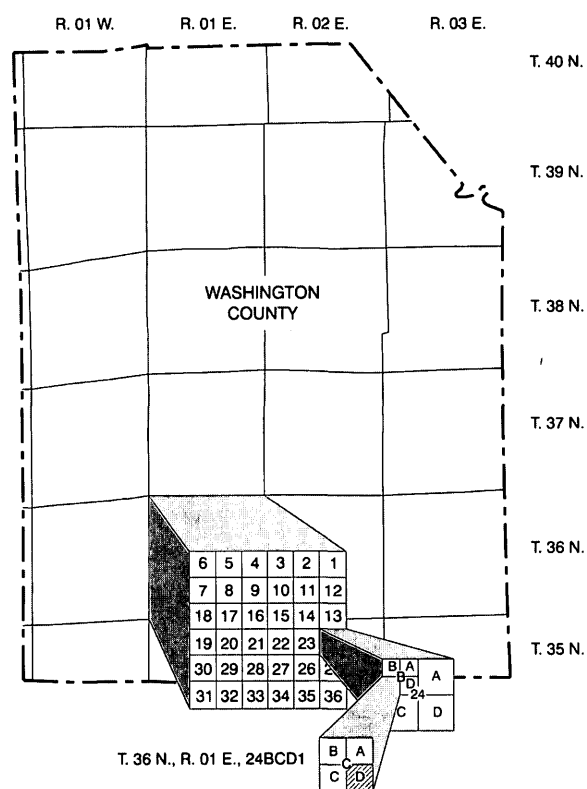 R. 01 W. R. 01 E. R. 02 E. R. 03 E.
T. 40 N.
T. 39 N.
WASHINGTON
COUNTY
T. 38 N.
T. 37 N.
T. 36 N.
6 5 4 3 2 1
7 8 9 10 11 12
18 17 16 15 14 13
19 20 21 22 23
T. 35 N.
30 29 28 27 26
31 32 33 34 35 36
B A
B A
D
24
C D
B A
C
C D
T. 36 N., R. 01 E., 24BCD1